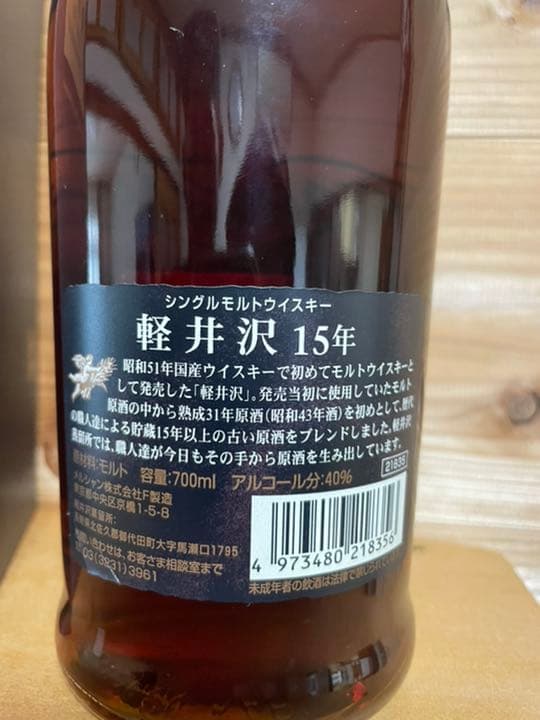 シングルモルトウイスキー
軽井沢 15年
昭和51年国産ウイスキーで初めてモルトウイスキーと
して発売した「軽井沢」。発売当初に使用していたモルト
原酒の中から熟成31年原酒(昭和43年酒)を初めとして、歴代
の職人達による貯蔵15年以上の古い原酒をブレンドしました。軽井沢
蒸留所では、職人達が今日もその手から原酒を生み出しています。
原材料:モルト 容量:700ml アルコール分:40%
21835
メルシャン株式会社F製造
東京都中央区京橋1-5-8
軽井沢蒸留所:
長野県北佐久郡御代田町大字馬瀬口1795
お問い合わせは、お客さま相談室まで
03(3231)3961
4 973480 218356
未成年者の飲酒は法律で禁じられて